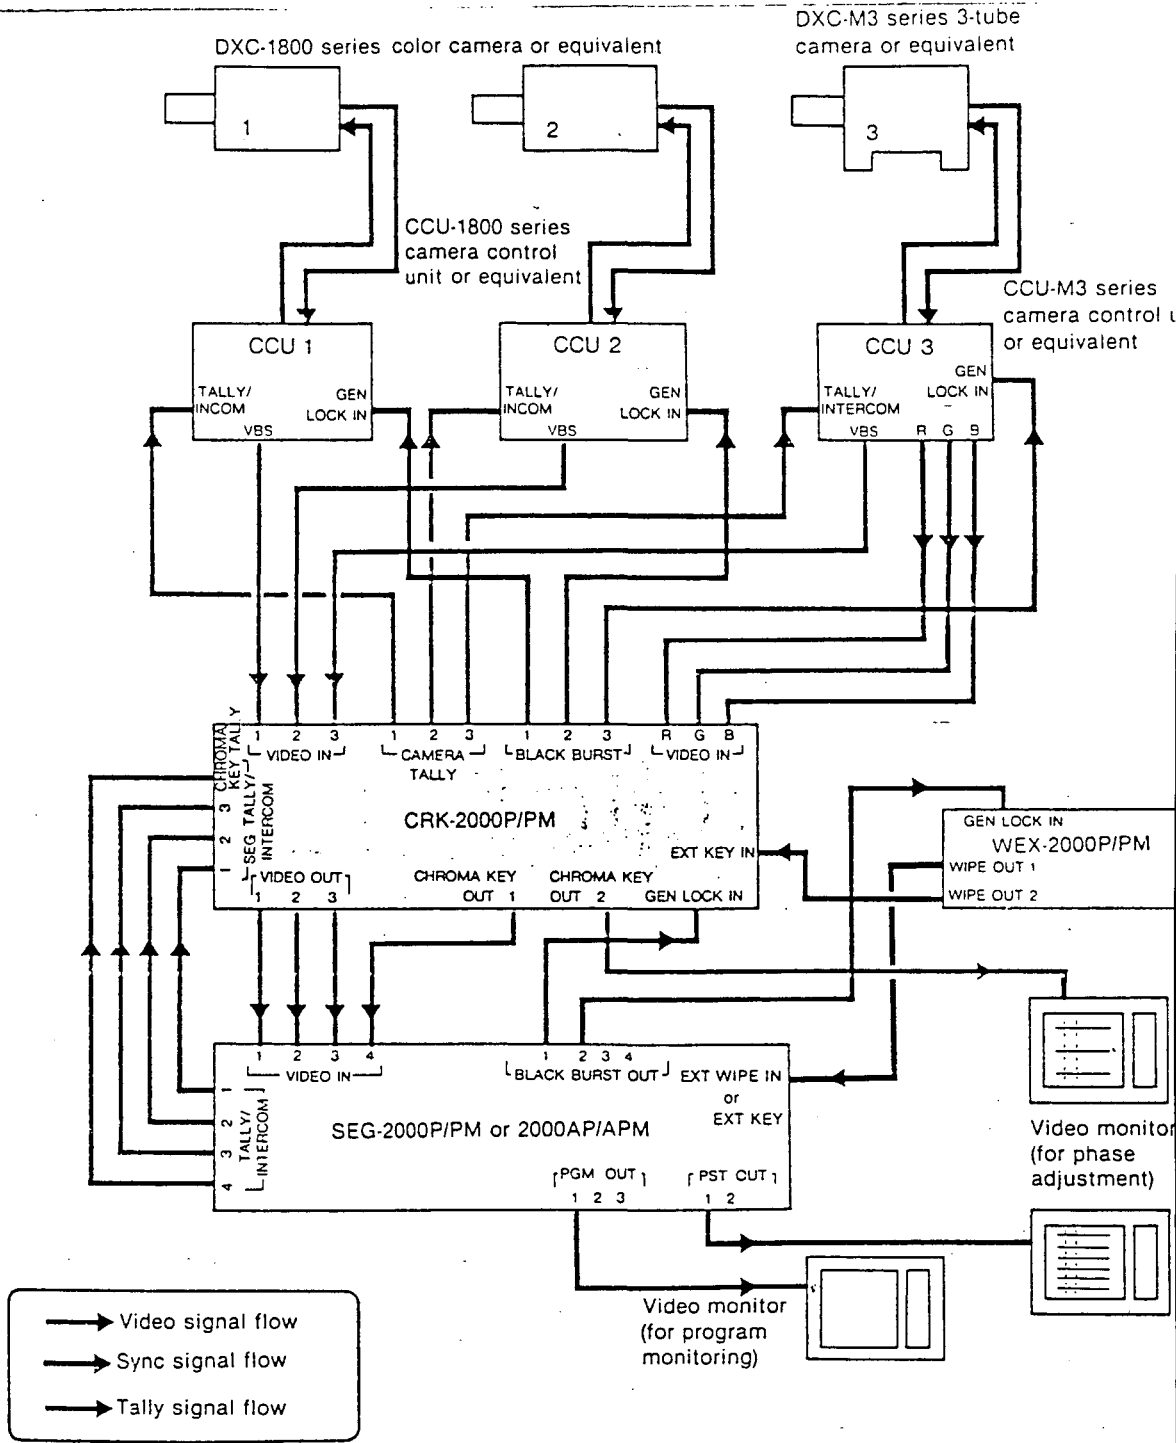 DXC-M3 series 3-tube
camera or equivalent
DXC-1800 series color camera or equivalent
1
2
3
CCU-1800 series
camera control
unit or equivalent
CCU-M3 series
camera control u
or equivalent
CCU 1
TALLY/
INCOM
GEN
LOCK IN
VBS
CCU 2
TALLY/
INCOM
GEN
LOCK IN
VBS
CCU 3
GEN
LOCK IN
TALLY/
INTERCOM
VBS R G B
1 2 3
VIDEO IN
1 2 3
CAMERA
TALLY
1 2 3
BLACK BURST
R G B
VIDEO IN
CHROMA
KEY TALLY
3 2 1
SEG TALLY/
INTERCOM
CRK-2000P/PM
EXT KEY IN
VIDEO OUT
1 2 3
CHROMA KEY
OUT 1
CHROMA KEY
OUT 2
GEN LOCK IN
GEN LOCK IN
WEX-2000P/PM
WIPE OUT 1
WIPE OUT 2
1 2 3 4
VIDEO IN
1 2 3 4
BLACK BURST OUT
EXT WIPE IN
or
EXT KEY
1 2 3 4
TALLY/
INTERCOM
SEG-2000P/PM or 2000AP/APM
PGM OUT
1 2 3
PST OUT
1 2
Video monitor
(for phase
adjustment)
Video monitor
(for program
monitoring)
Video signal flow
Sync signal flow
Tally signal flow